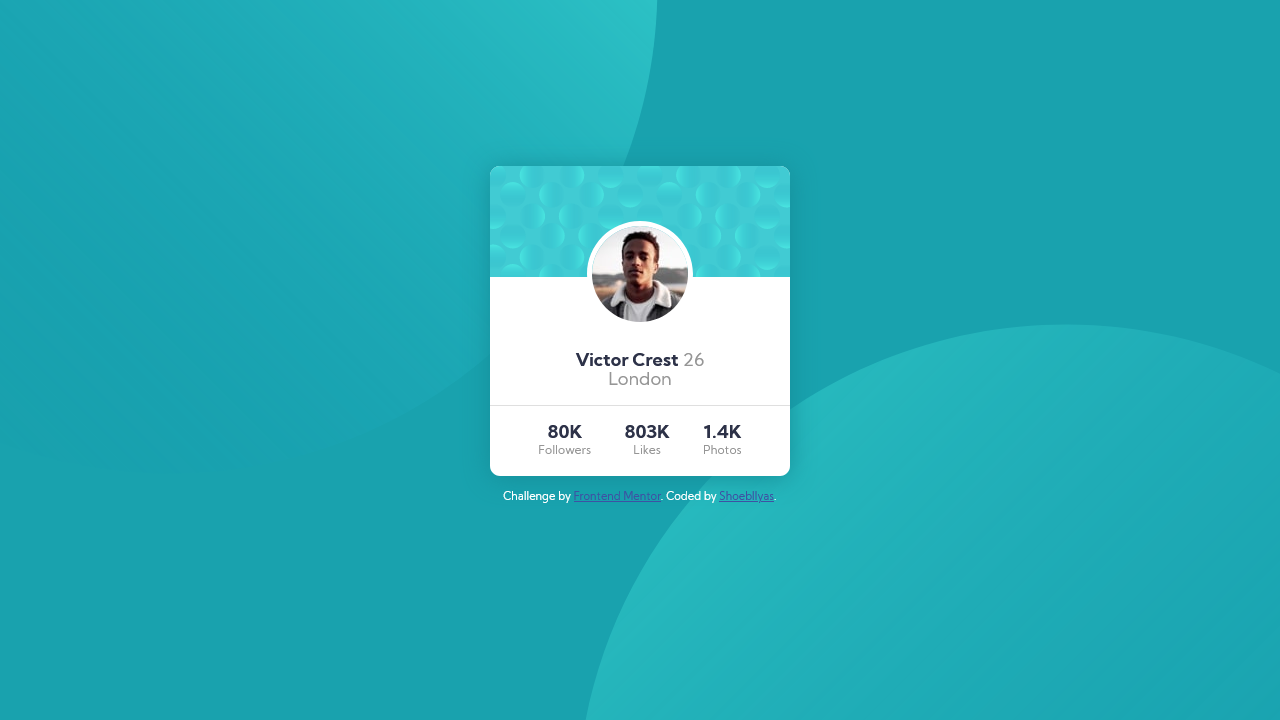 Victor Crest 26
London
80K 803K 1.4K
Followers Likes Photos
Challenge by Frontend Mentor. Coded by ShoebIlyas.